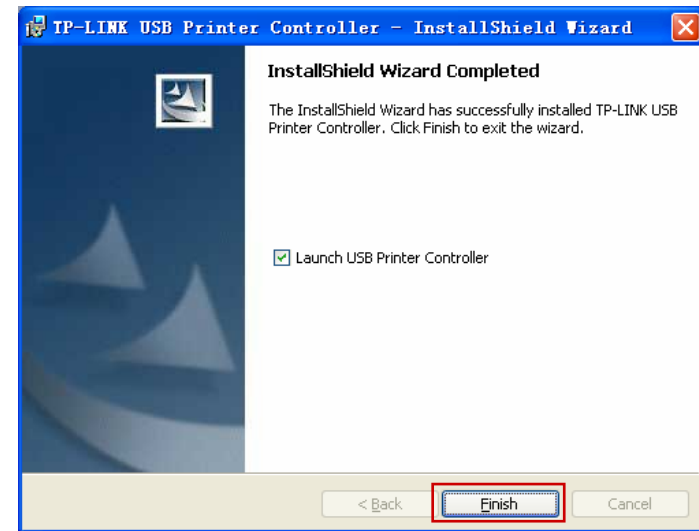 TP-LINK USB Printer Controller - InstallShield Wizard
InstallShield Wizard Completed
The InstallShield Wizard has successfully installed TP-LINK USB
Printer Controller. Click Finish to exit the wizard.
Launch USB Printer Controller
< Back
Finish
Cancel